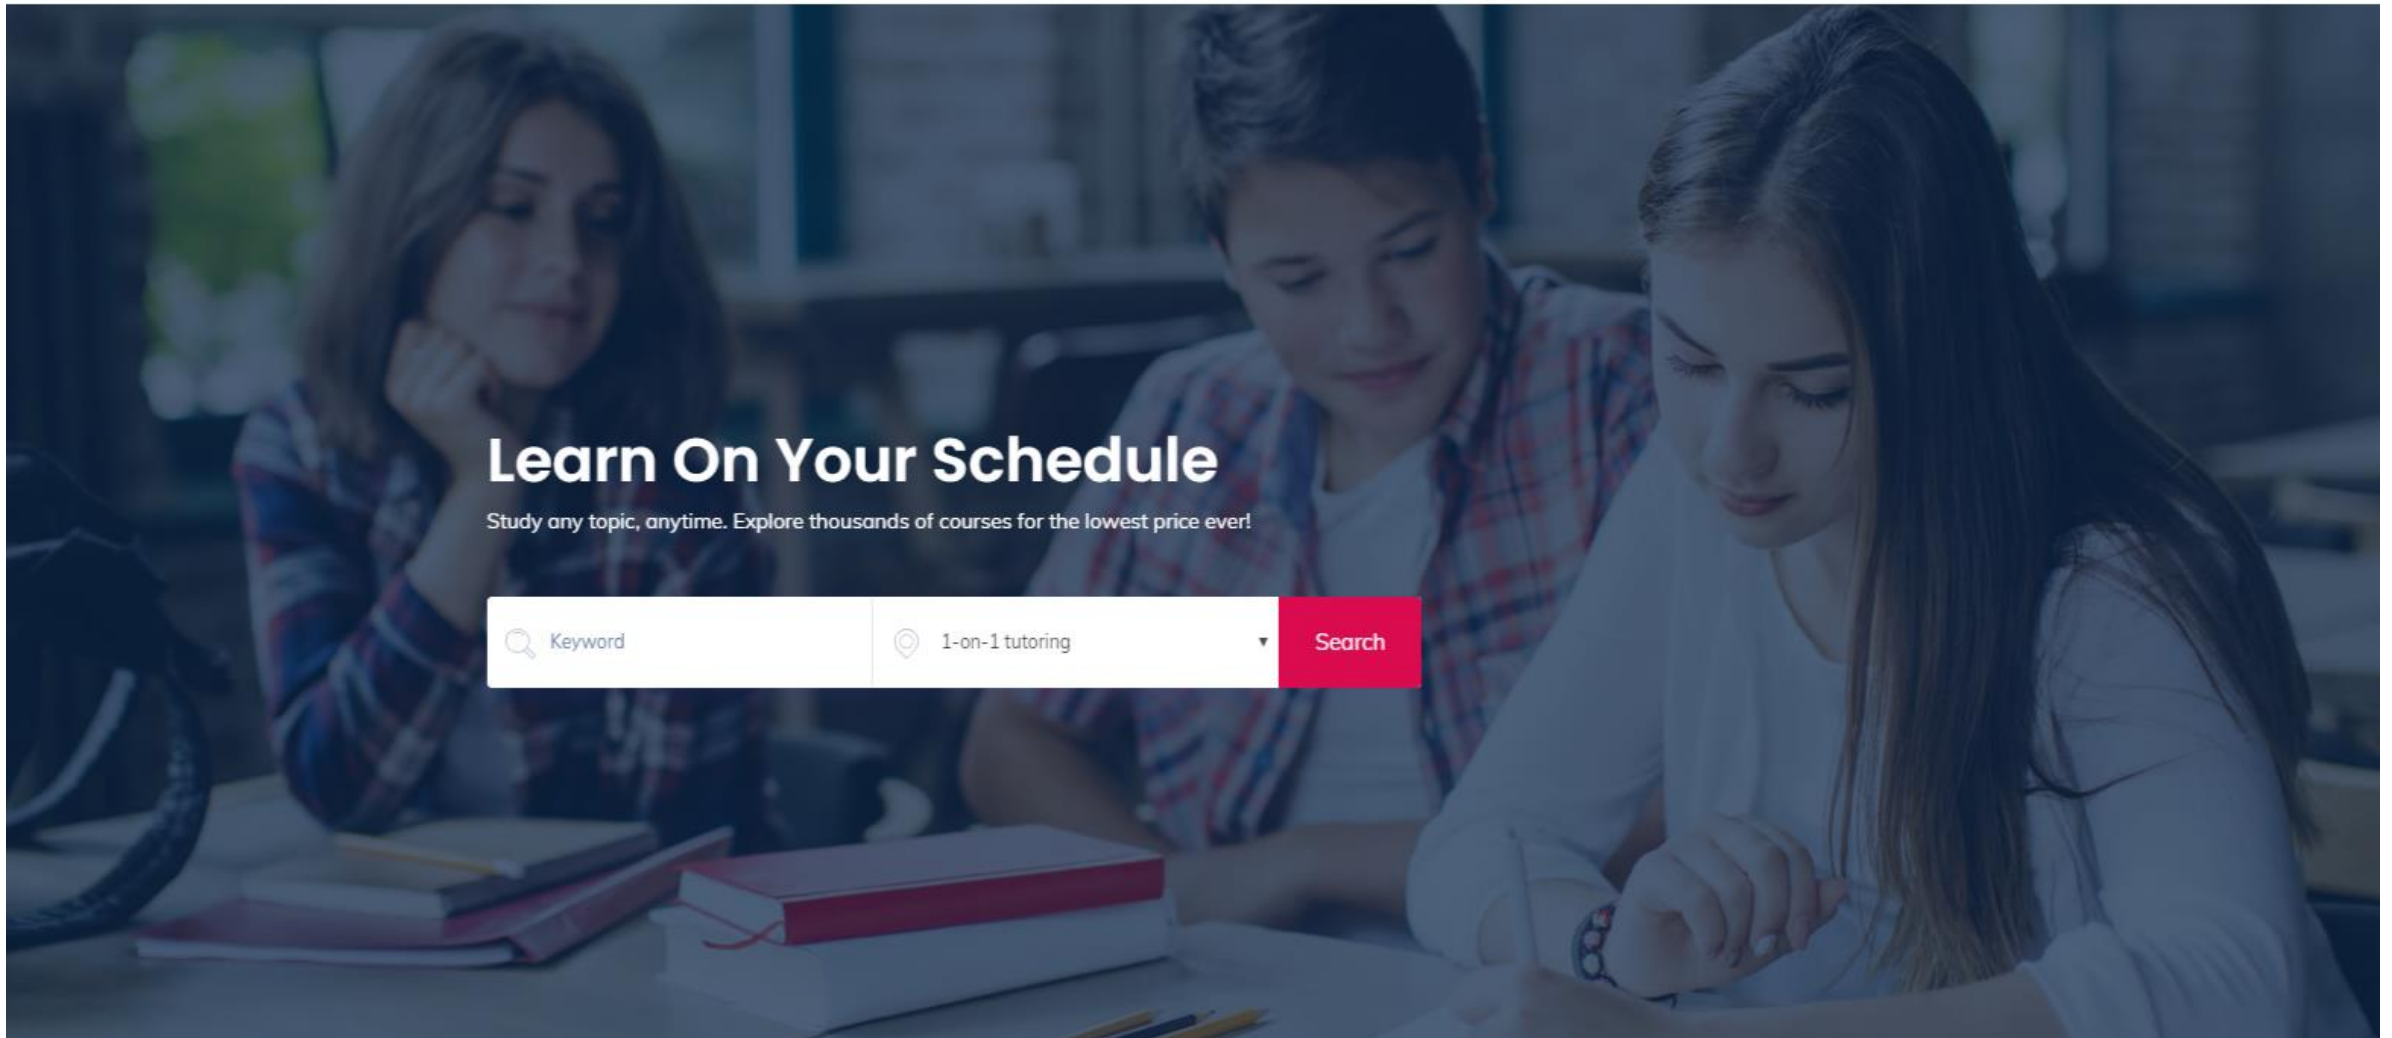 Learn On Your Schedule
Study any topic, anytime. Explore thousands of courses for the lowest price ever!
Keyword
1-on-1 tutoring
Search